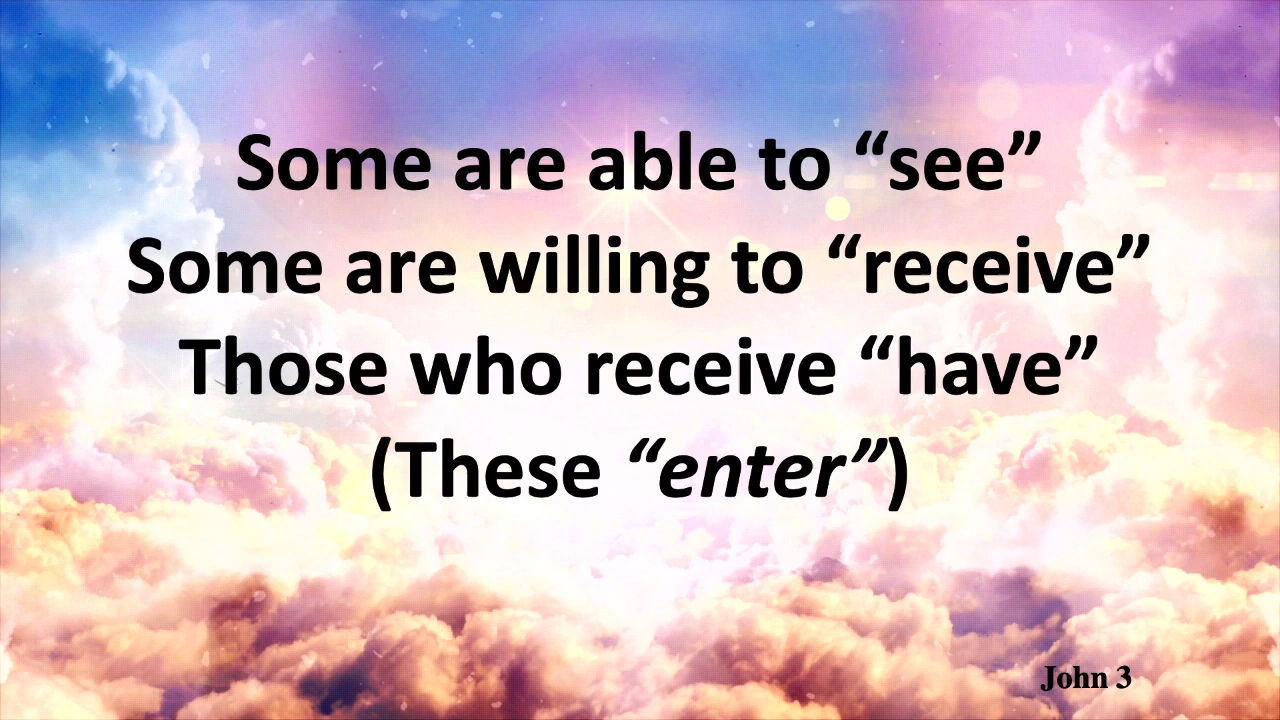 Some are able to “see”
Some are willing to “receive”
Those who receive “have”
(These “enter”)
John 3